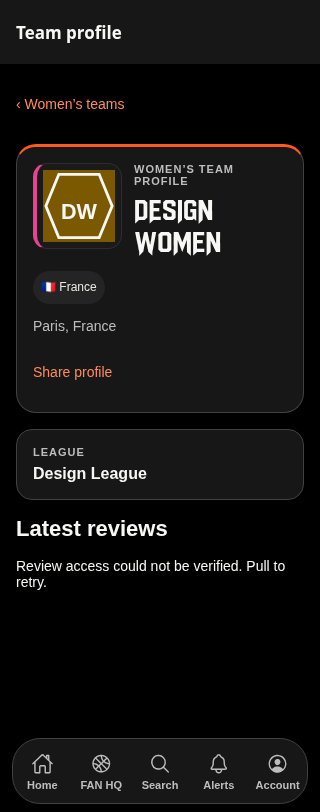 Team profile
‹ Women’s teams
DW
WOMEN’S TEAM
PROFILE
DESIGN
WOMEN
🇫🇷 France
Paris, France
Share profile
LEAGUE
Design League
Latest reviews
Review access could not be verified. Pull to
retry.
Home FAN HQ Search Alerts Account